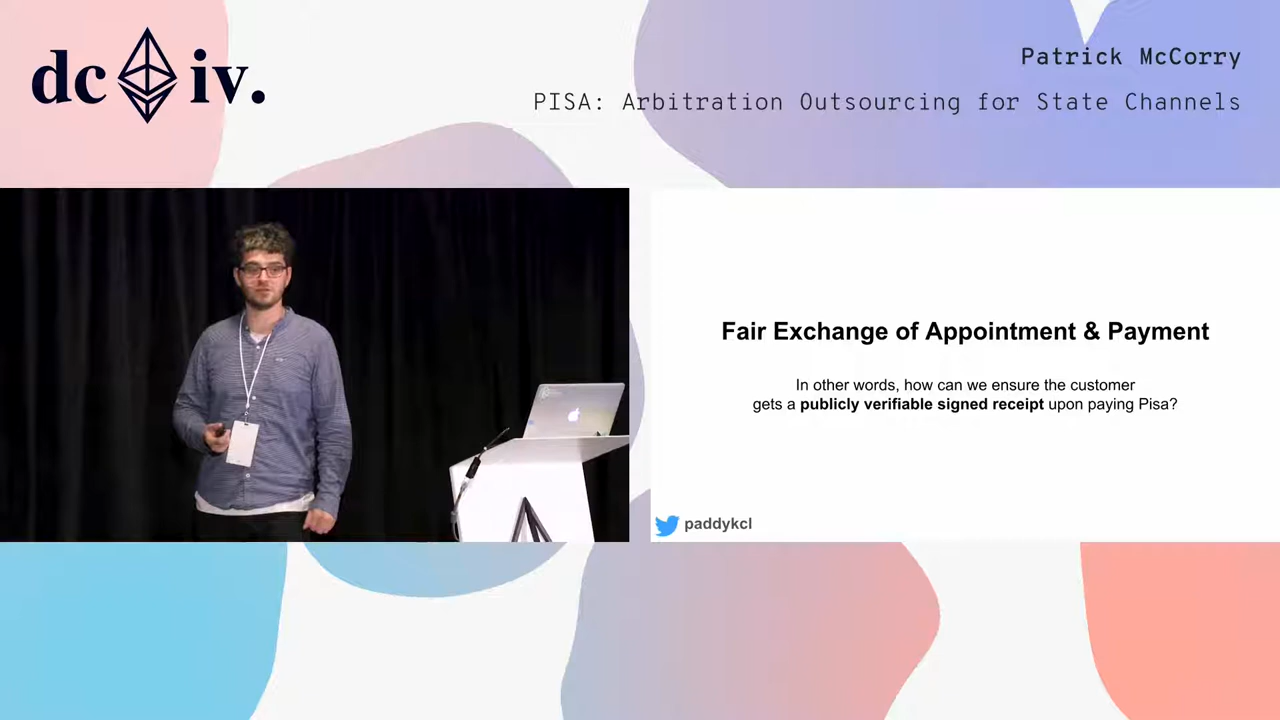 dc iv.
Patrick McCorry
PISA: Arbitration Outsourcing for State Channels
Fair Exchange of Appointment & Payment
In other words, how can we ensure the customer
gets a publicly verifiable signed receipt upon paying Pisa?
paddykcl